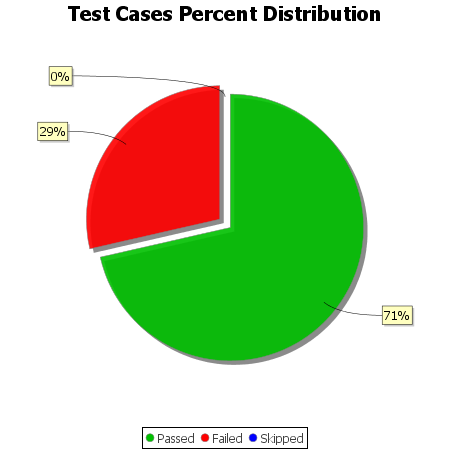 Test Cases Percent Distribution
0%
29%
71%
Passed Failed Skipped